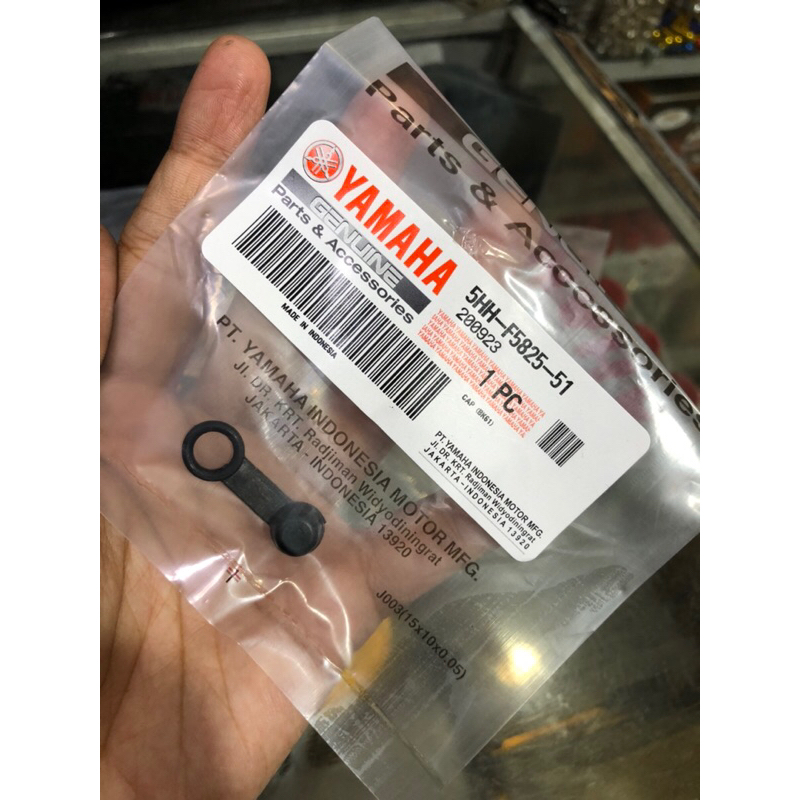 YAMAHA
GENUINE
Parts & Accessories
MADE IN INDONESIA
5HH-F5825-51
200923
1 PC
CAP (BK61)
PT. YAMAHA INDONESIA MOTOR MFG.
JL. DR. KRT. Radjiman Widyodiningrat
JAKARTA - INDONESIA 13920
GENU
Parts & Accessories
PT. YAMAHA INDONESIA MOTOR MFG.
Jl. DR. KRT. Radjiman Widyodiningrat
JAKARTA - INDONESIA 13920
J003(15x10x0.05)